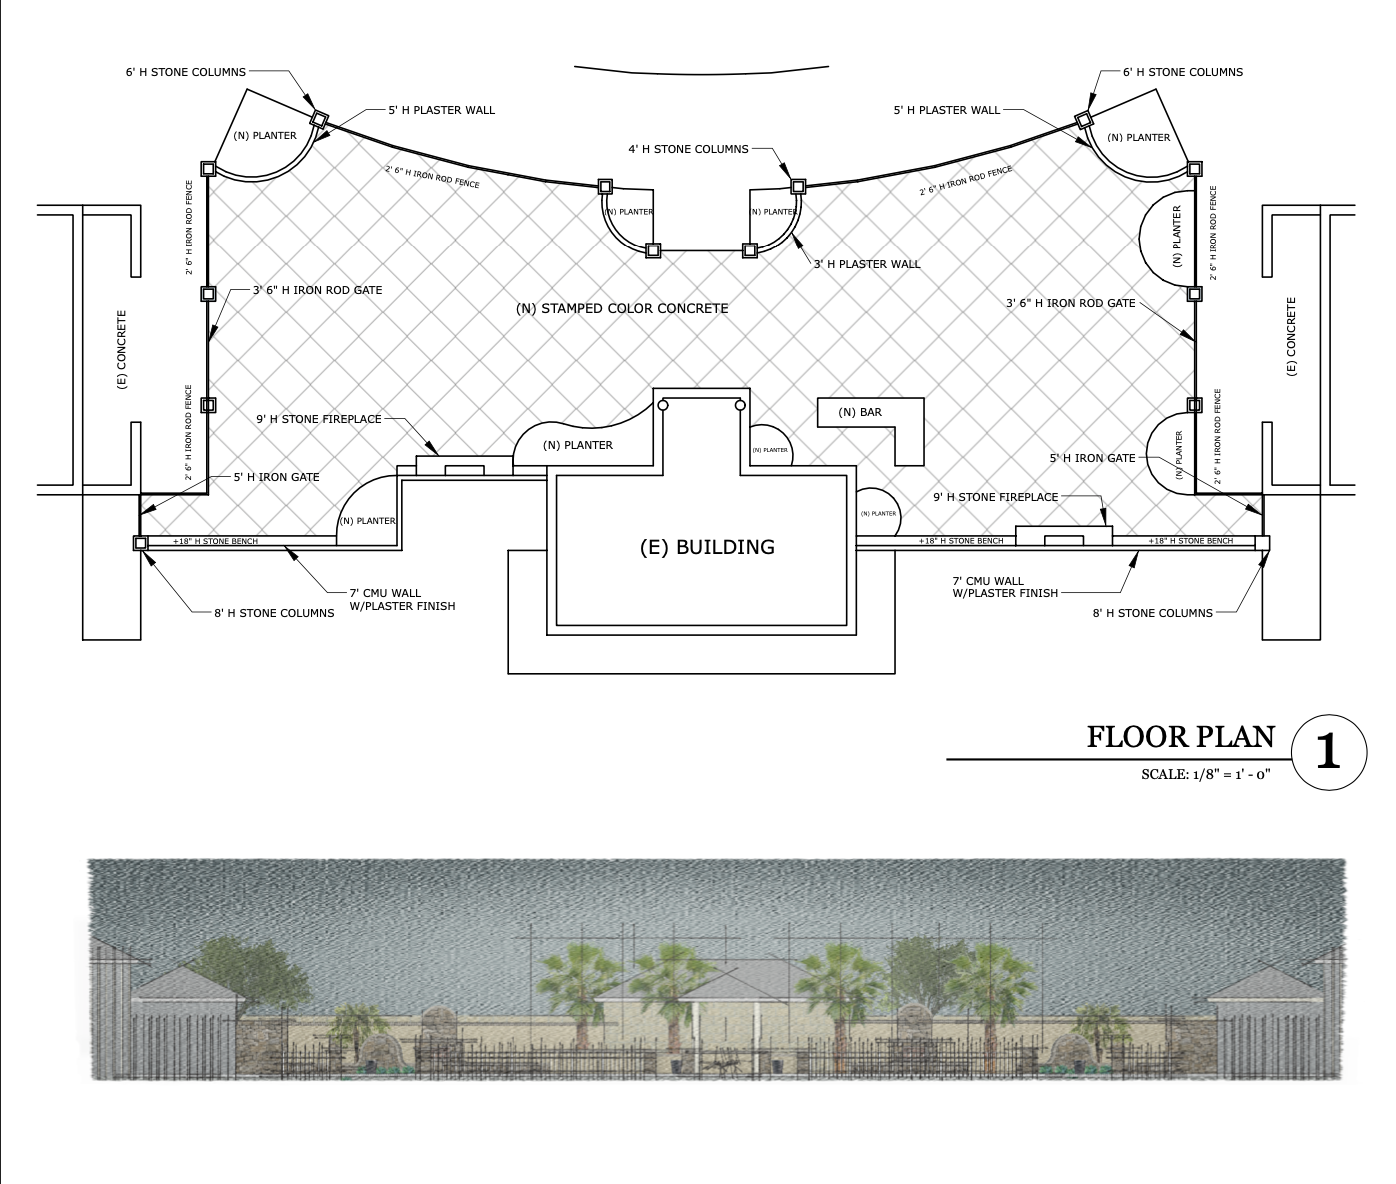 6' H STONE COLUMNS
6' H STONE COLUMNS
5' H PLASTER WALL
5' H PLASTER WALL
(N) PLANTER
(N) PLANTER
4' H STONE COLUMNS
2' 6" H IRON ROD FENCE
2' 6" H IRON ROD FENCE
2' 6" H IRON ROD FENCE
2' 6" H IRON ROD FENCE
(N) PLANTER
N) PLANTER
(N) PLANTER
3' H PLASTER WALL
3' 6" H IRON ROD GATE
3' 6" H IRON ROD GATE
(N) STAMPED COLOR CONCRETE
(E) CONCRETE
(E) CONCRETE
2' 6" H IRON ROD FENCE
2' 6" H IRON ROD FENCE
9' H STONE FIREPLACE
(N) BAR
(N) PLANTER
(N) PLANTER
(N) PLANTER
5' H IRON GATE
5' H IRON GATE
9' H STONE FIREPLACE
(N) PLANTER
(N) PLANTER
+18" H STONE BENCH
(E) BUILDING
+18" H STONE BENCH
+18" H STONE BENCH
7' CMU WALL
W/PLASTER FINISH
7' CMU WALL
W/PLASTER FINISH
8' H STONE COLUMNS
8' H STONE COLUMNS
FLOOR PLAN
1
SCALE: 1/8" = 1' - 0"